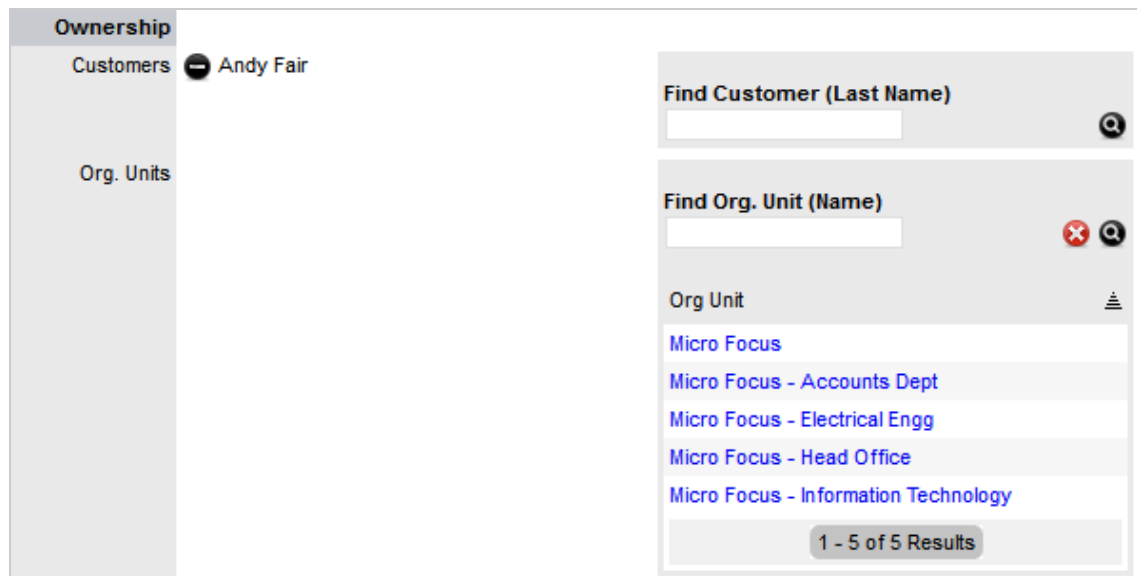 Ownership
Customers Andy Fair
Find Customer (Last Name)
Org. Units
Find Org. Unit (Name)
Org Unit
Micro Focus
Micro Focus - Accounts Dept
Micro Focus - Electrical Engg
Micro Focus - Head Office
Micro Focus - Information Technology
1 - 5 of 5 Results